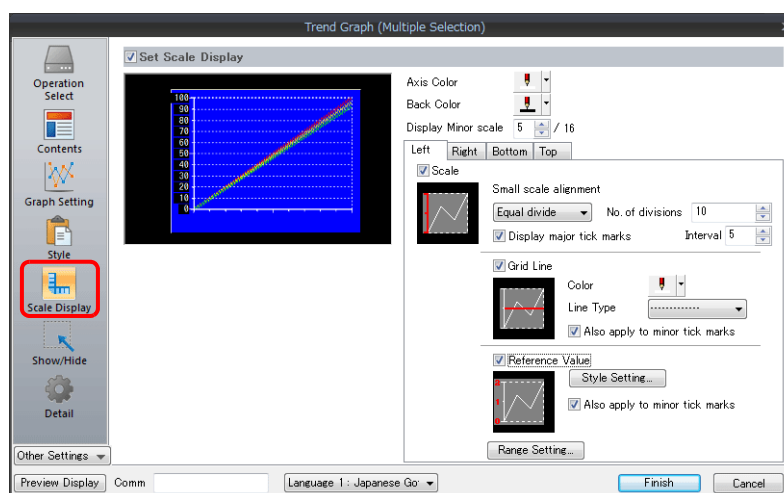 Trend Graph (Multiple Selection)
Operation
Select
Contents
Graph Setting
Style
Scale Display
Show/Hide
Detail
Other Settings
Set Scale Display
100
90
80
70
60
50
40
30
20
10
0
Axis Color
Back Color
Display Minor scale 5 / 16
Left Right Bottom Top
Scale
Small scale alignment
Equal divide No. of divisions 10
Display major tick marks Interval 5
Grid Line
Color
Line Type
Also apply to minor tick marks
Reference Value
2
1
0
Style Setting...
Also apply to minor tick marks
Range Setting...
Preview Display Comm Language 1 : Japanese Go Finish Cancel